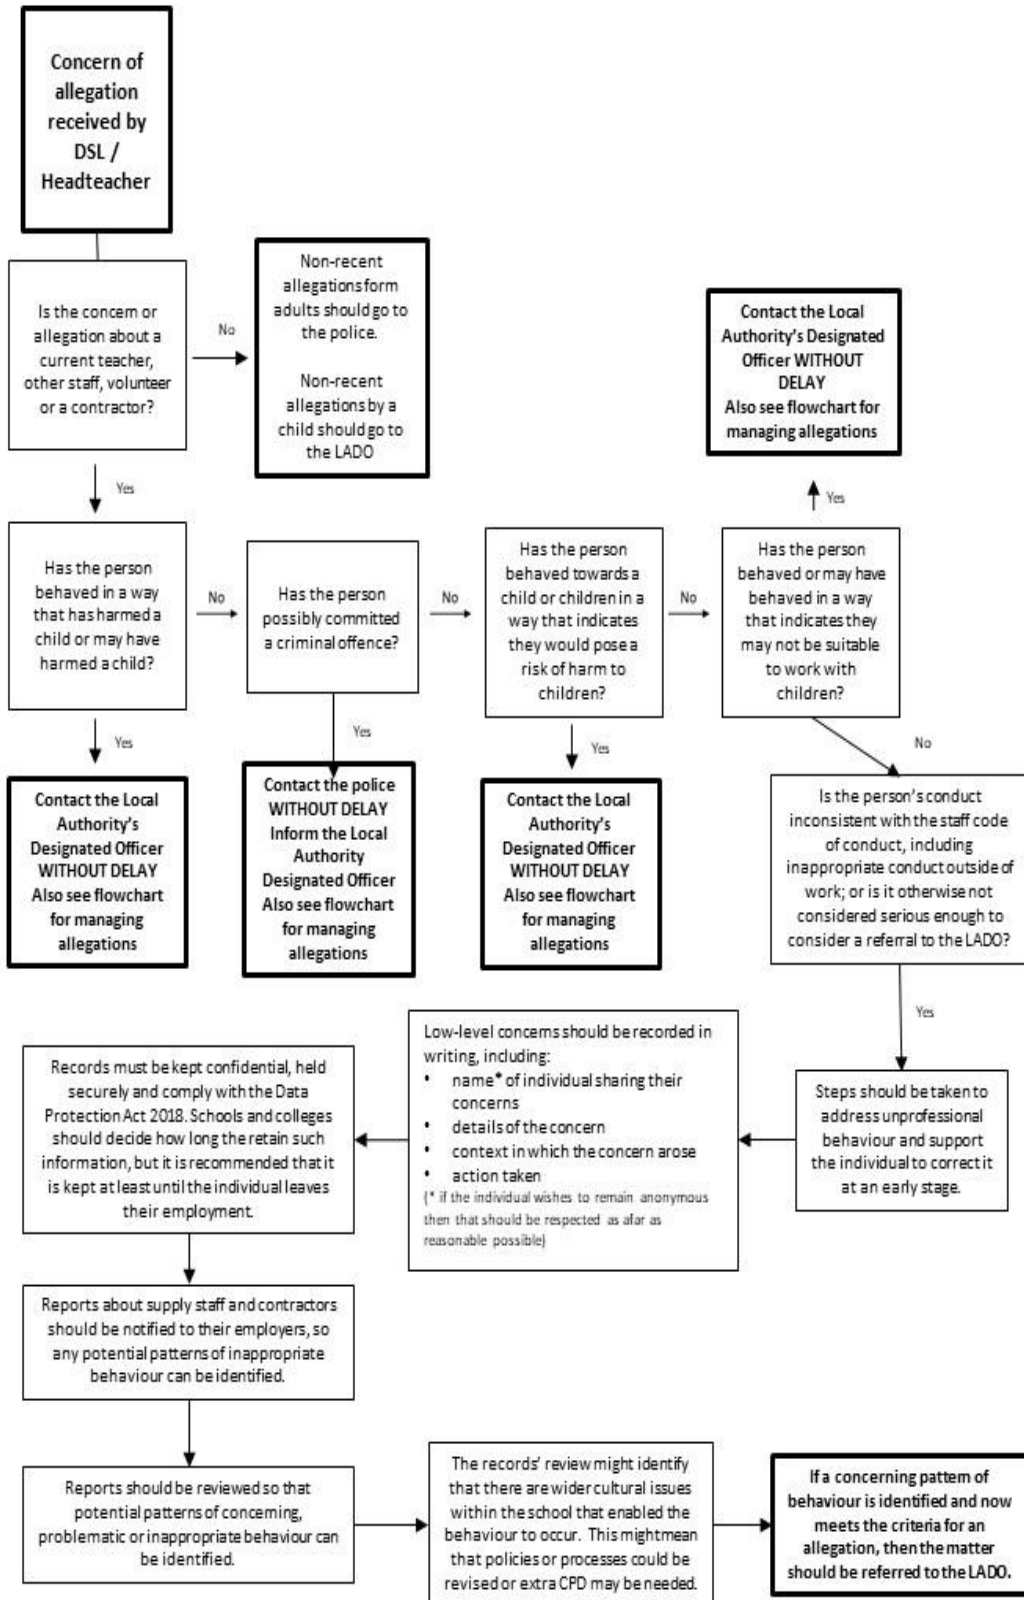 Concern of
allegation
received by
DSL /
Headteacher
Is the concern or
allegation about a
current teacher,
other staff, volunteer
or a contractor?
No
Non-recent
allegations form
adults should go to
the police.
Non-recent
allegations by a
child should go to
the LADO
Yes
Contact the Local
Authority's Designated
Officer WITHOUT
DELAY
Also see flowchart for
managing allegations
Yes
Has the person
behaved in a way
that has harmed a
child or may have
harmed a child?
No
Has the person
possibly committed
a criminal offence?
No
Has the person
behaved towards a
child or children in a
way that indicates
they would pose a
risk of harm to
children?
No
Has the person
behaved or may have
behaved in a way
that indicates they
may not be suitable
to work with
children?
Yes
Yes
Yes
No
Contact the Local
Authority's
Designated Officer
WITHOUT DELAY
Also see flowchart
for managing
allegations
Contact the police
WITHOUT DELAY
Inform the Local
Authority
Designated Officer
Also see flowchart
for managing
allegations
Contact the Local
Authority's
Designated Officer
WITHOUT DELAY
Also see flowchart
for managing
allegations
Is the person's conduct
inconsistent with the staff code
of conduct, including
inappropriate conduct outside of
work; or is it otherwise not
considered serious enough to
consider a referral to the LADO?
Yes
Steps should be taken to
address unprofessional
behaviour and support
the individual to correct it
at an early stage.
Low-level concerns should be recorded in
writing, including:
• name* of individual sharing their
concerns
• details of the concern
• context in which the concern arose
• action taken
(* if the individual wishes to remain anonymous
then that should be respected as afar as
reasonable possible)
Records must be kept confidential, held
securely and comply with the Data
Protection Act 2018. Schools and colleges
should decide how long the retain such
information, but it is recommended that it
is kept at least until the individual leaves
their employment.
Reports about supply staff and contractors
should be notified to their employers, so
any potential patterns of inappropriate
behaviour can be identified.
Reports should be reviewed so that
potential patterns of concerning,
problematic or inappropriate behaviour can
be identified.
The records' review might identify
that there are wider cultural issues
within the school that enabled the
behaviour to occur. This mightmean
that policies or processes could be
revised or extra CPD may be needed.
If a concerning pattern of
behaviour is identified and now
meets the criteria for an
allegation, then the matter
should be referred to the LADO.